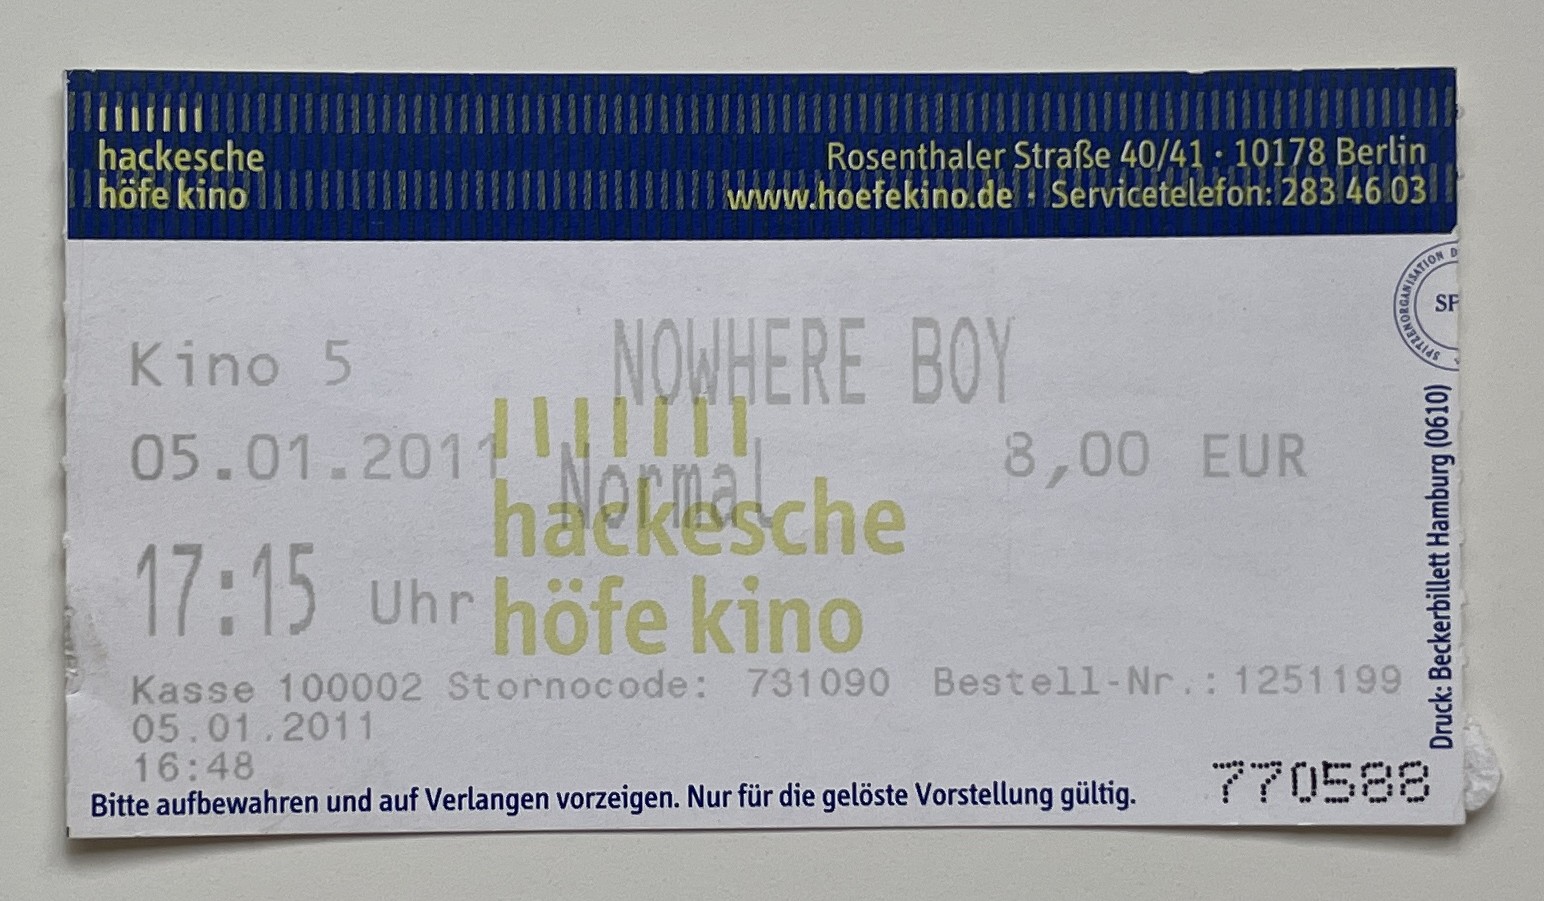 hackesche
höfe kino
Rosenthaler Straße 40/41 · 10178 Berlin
www.hoefekino.de · Servicetelefon: 283 46 03
SPITZENORGANISATION D
SP
Kino 5
NOWHERE BOY
05.01.2011
Normal
8,00 EUR
hackesche
höfe kino
17:15 Uhr
Kasse 100002 Stornocode: 731090 Bestell-Nr.: 1251199
05.01.2011
16:48
Bitte aufbewahren und auf Verlangen vorzeigen. Nur für die gelöste Vorstellung gültig.
770588
Druck: Beckerbillett Hamburg (0610)